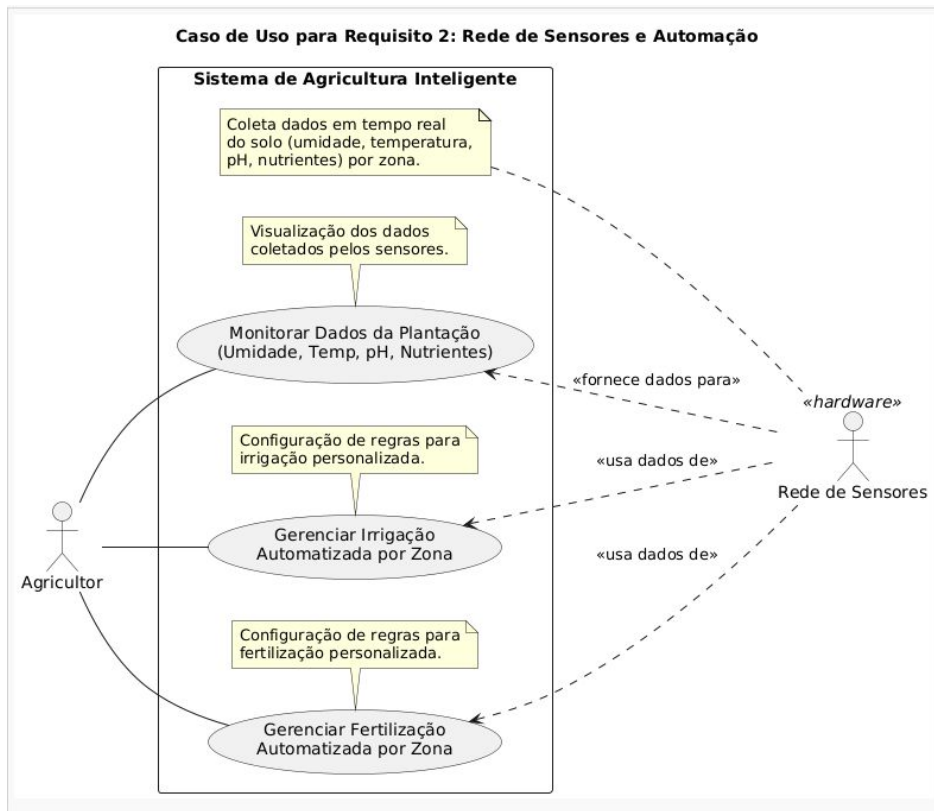 Caso de Uso para Requisito 2: Rede de Sensores e Automação
Sistema de Agricultura Inteligente
Coleta dados em tempo real
do solo (umidade, temperatura,
pH, nutrientes) por zona.
Visualização dos dados
coletados pelos sensores.
Monitorar Dados da Plantação
(Umidade, Temp, pH, Nutrientes)
«fornece dados para»
«hardware»
Rede de Sensores
Configuração de regras para
irrigação personalizada.
«usa dados de»
Gerenciar Irrigação
Automatizada por Zona
«usa dados de»
Agricultor
Configuração de regras para
fertilização personalizada.
Gerenciar Fertilização
Automatizada por Zona